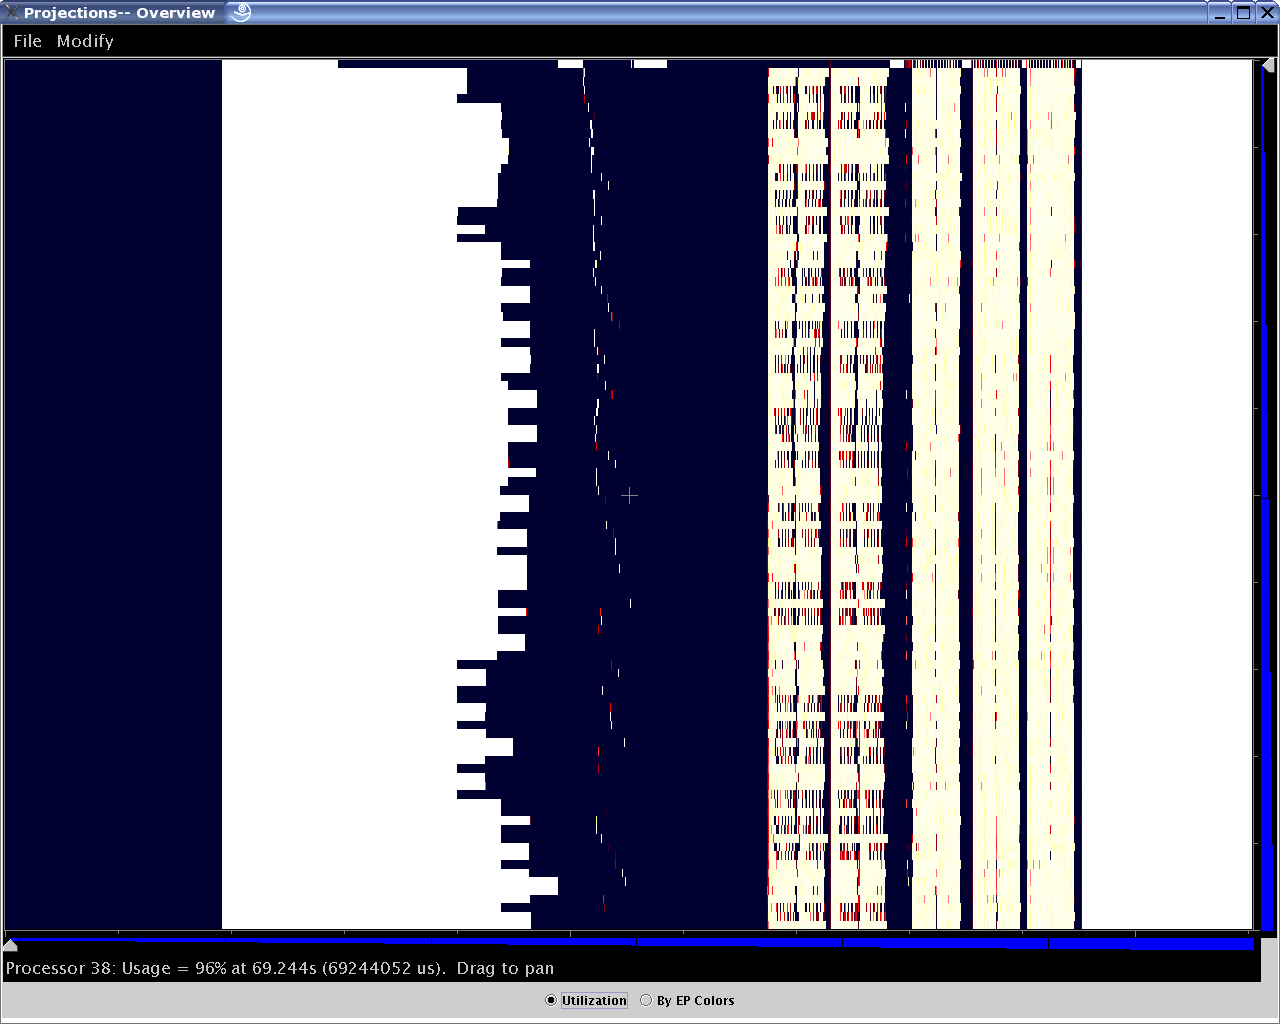 Projections-- Overview
File Modify
Processor 38: Usage = 96% at 69.244s (69244052 us). Drag to pan
Utilization By EP Colors